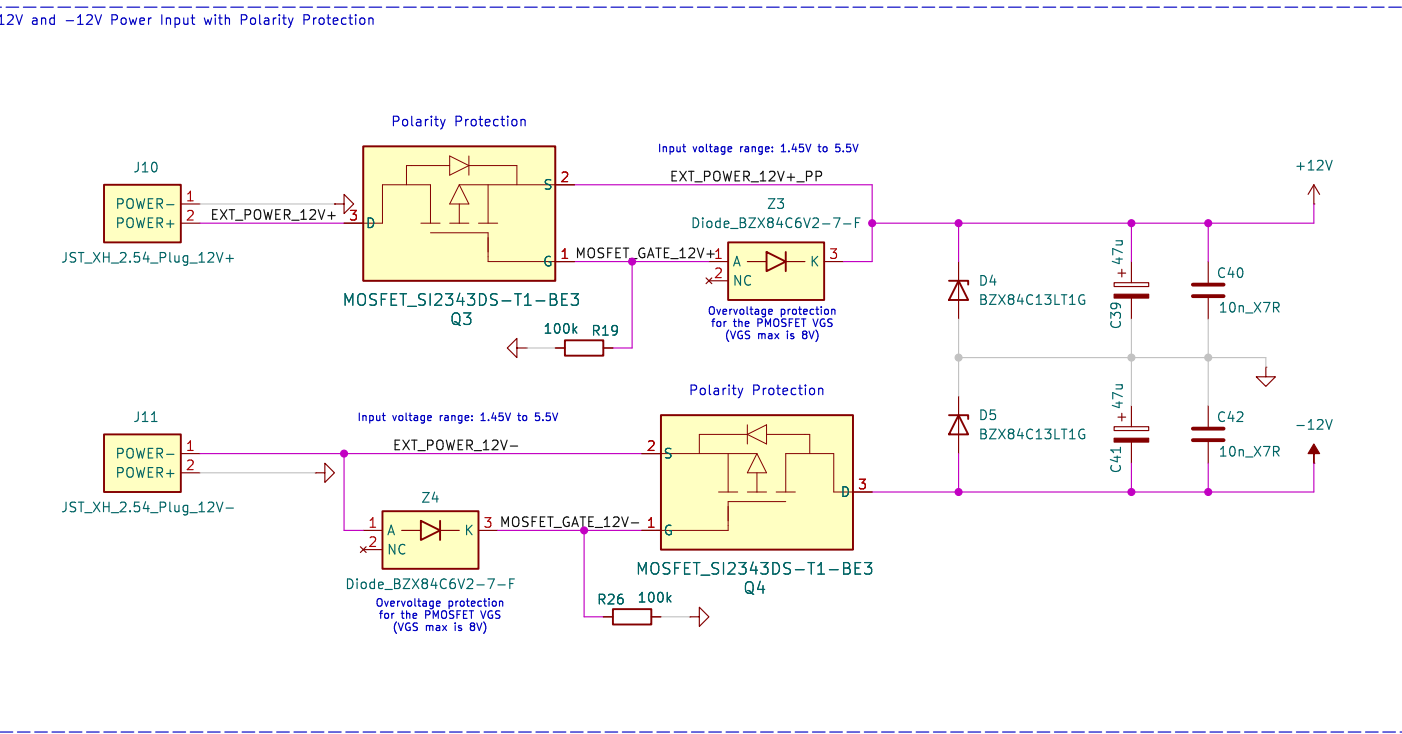 12V and -12V Power Input with Polarity Protection
Polarity Protection
Input voltage range: 1.45V to 5.5V
+12V
J10
POWER- 1
POWER+ 2
EXT_POWER_12V+
JST_XH_2.54_Plug_12V+
3 D
S 2
G 1
MOSFET_SI2343DS-T1-BE3
Q3
EXT_POWER_12V+_PP
MOSFET_GATE_12V+
Z3
Diode_BZX84C6V2-7-F
1 A K 3
2 NC
Overvoltage protection
for the PMOSFET VGS
(VGS max is 8V)
100k R19
D4
BZX84C13LT1G
+ 47u
C39
C40
10n_X7R
Polarity Protection
J11
POWER- 1
POWER+ 2
JST_XH_2.54_Plug_12V-
Input voltage range: 1.45V to 5.5V
EXT_POWER_12V-
Z4
1 A K 3
2 NC
Diode_BZX84C6V2-7-F
Overvoltage protection
for the PMOSFET VGS
(VGS max is 8V)
MOSFET_GATE_12V-
2 S
1 G
D 3
MOSFET_SI2343DS-T1-BE3
Q4
R26 100k
D5
BZX84C13LT1G
+ 47u
C41
C42
10n_X7R
-12V